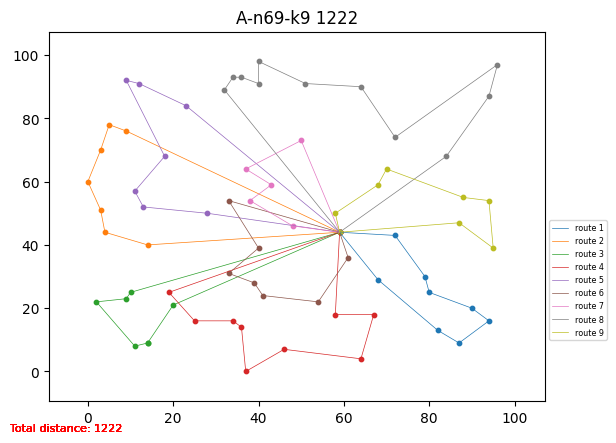 A-n69-k9 1222
100
80
60
40
20
0
0 20 40 60 80 100
route 1
route 2
route 3
route 4
route 5
route 6
route 7
route 8
route 9
Total distance: 1222